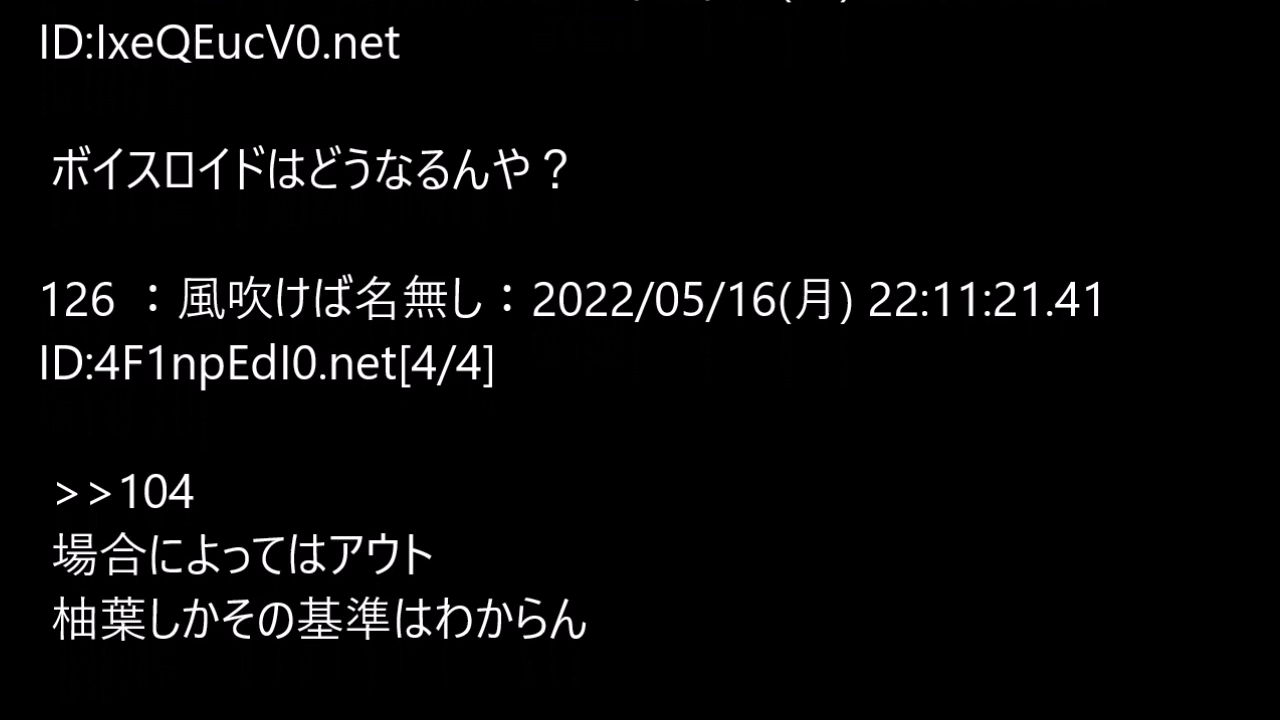 ID:IxeQEucV0.net
ボイスロイドはどうなるんや？
126 ：風吹けば名無し：2022/05/16(月) 22:11:21.41
ID:4F1npEdI0.net[4/4]
>>104
場合によってはアウト
柚葉しかその基準はわからん